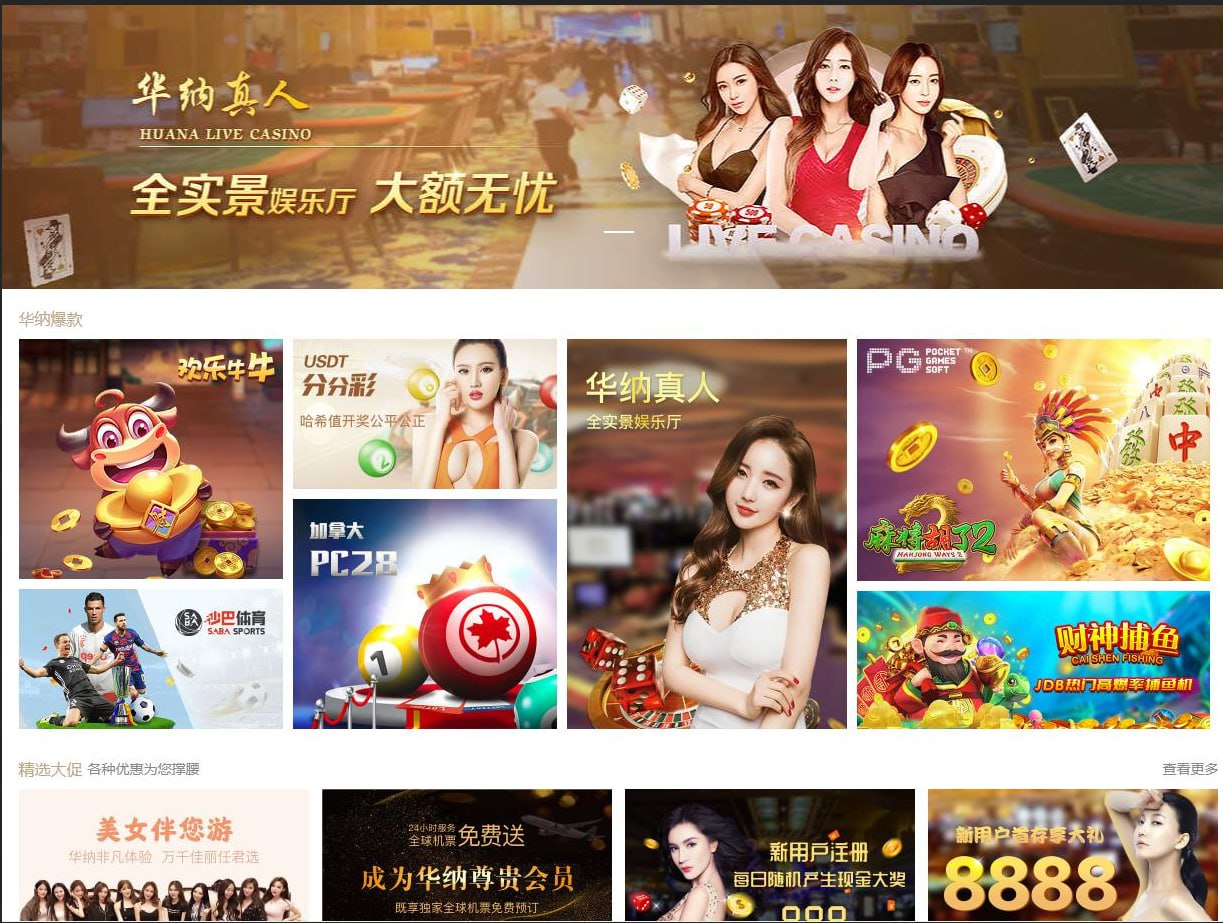 华纳真人
HUANA LIVE CASINO
全实景娱乐厅 大额无忧
LIVE CASINO
华纳爆款
欢乐牛牛
USDT
分分彩
哈希值开奖公平公正
2
华纳真人
全实景娱乐厅
PG POCKET GAMES SOFT™
發
中
麻将胡了2
MAHJONG WAYS 2
加拿大
PC28
1
沙巴体育
SABA SPORTS
财神捕鱼
CAI SHEN FISHING
JDB热门高爆率捕鱼机
精选大促 各种优惠为您撑腰
查看更多
美女伴您游
华纳非凡体验 万千佳丽任君选
24小时服务
全球机票 免费送
成为华纳尊贵会员
既享独家全球机票免费预订
新用户注册
每日随机产生现金大奖
新用户首存享大礼
8888